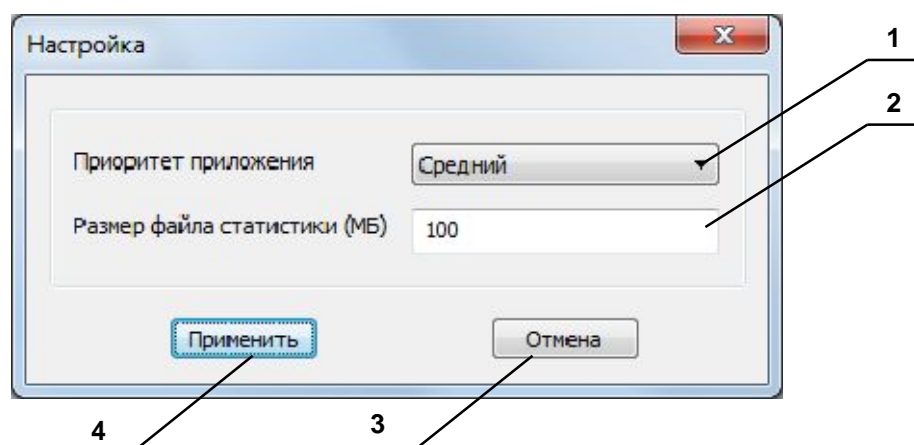 Настройка
1
2
Приоритет приложения
Средний
Размер файла статистики (МБ)
100
Применить
Отмена
4
3